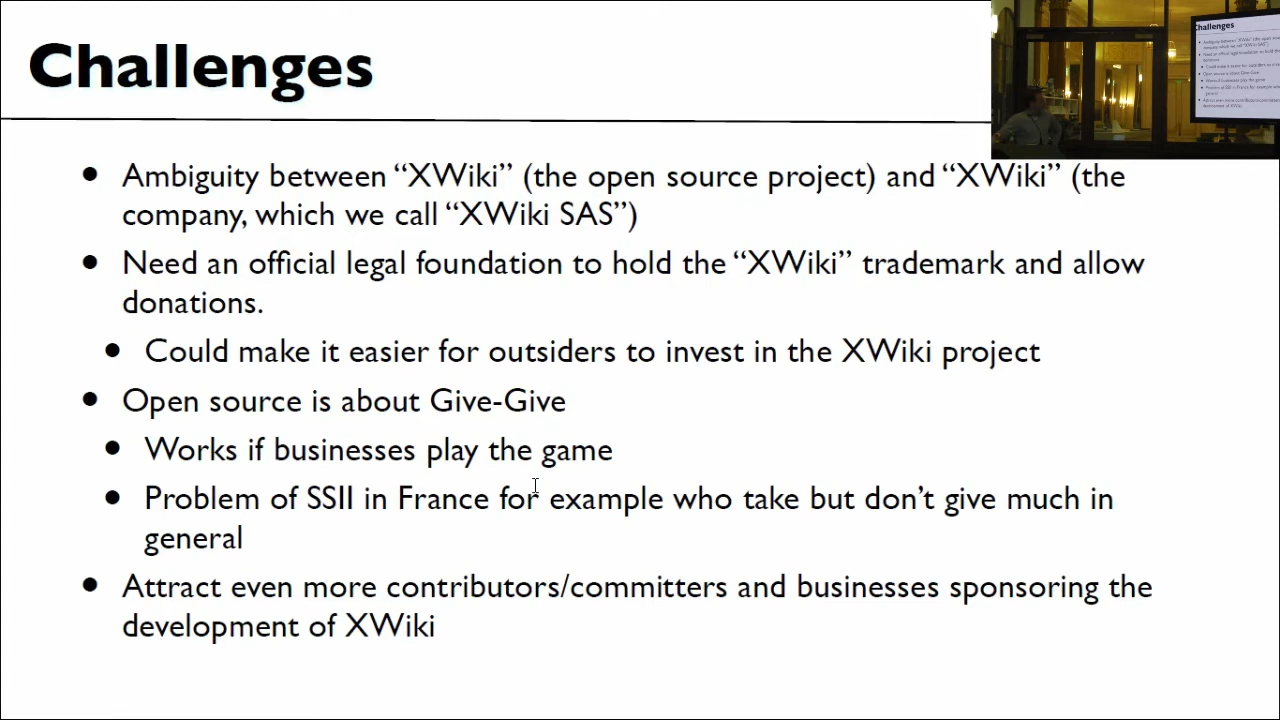 Challenges
Challenges
• Ambiguity between “XWiki” (the open source project) and “XWiki” (the
company, which we call “XWiki SAS”)
• Need an official legal foundation to hold the “XWiki” trademark and allow
donations.
• Could make it easier for outsiders to invest in the XWiki project
• Open source is about Give-Give
• Works if businesses play the game
• Problem of SSII in France for example who take but don’t give much in
general
• Attract even more contributors/committers and businesses sponsoring the
development of XWiki